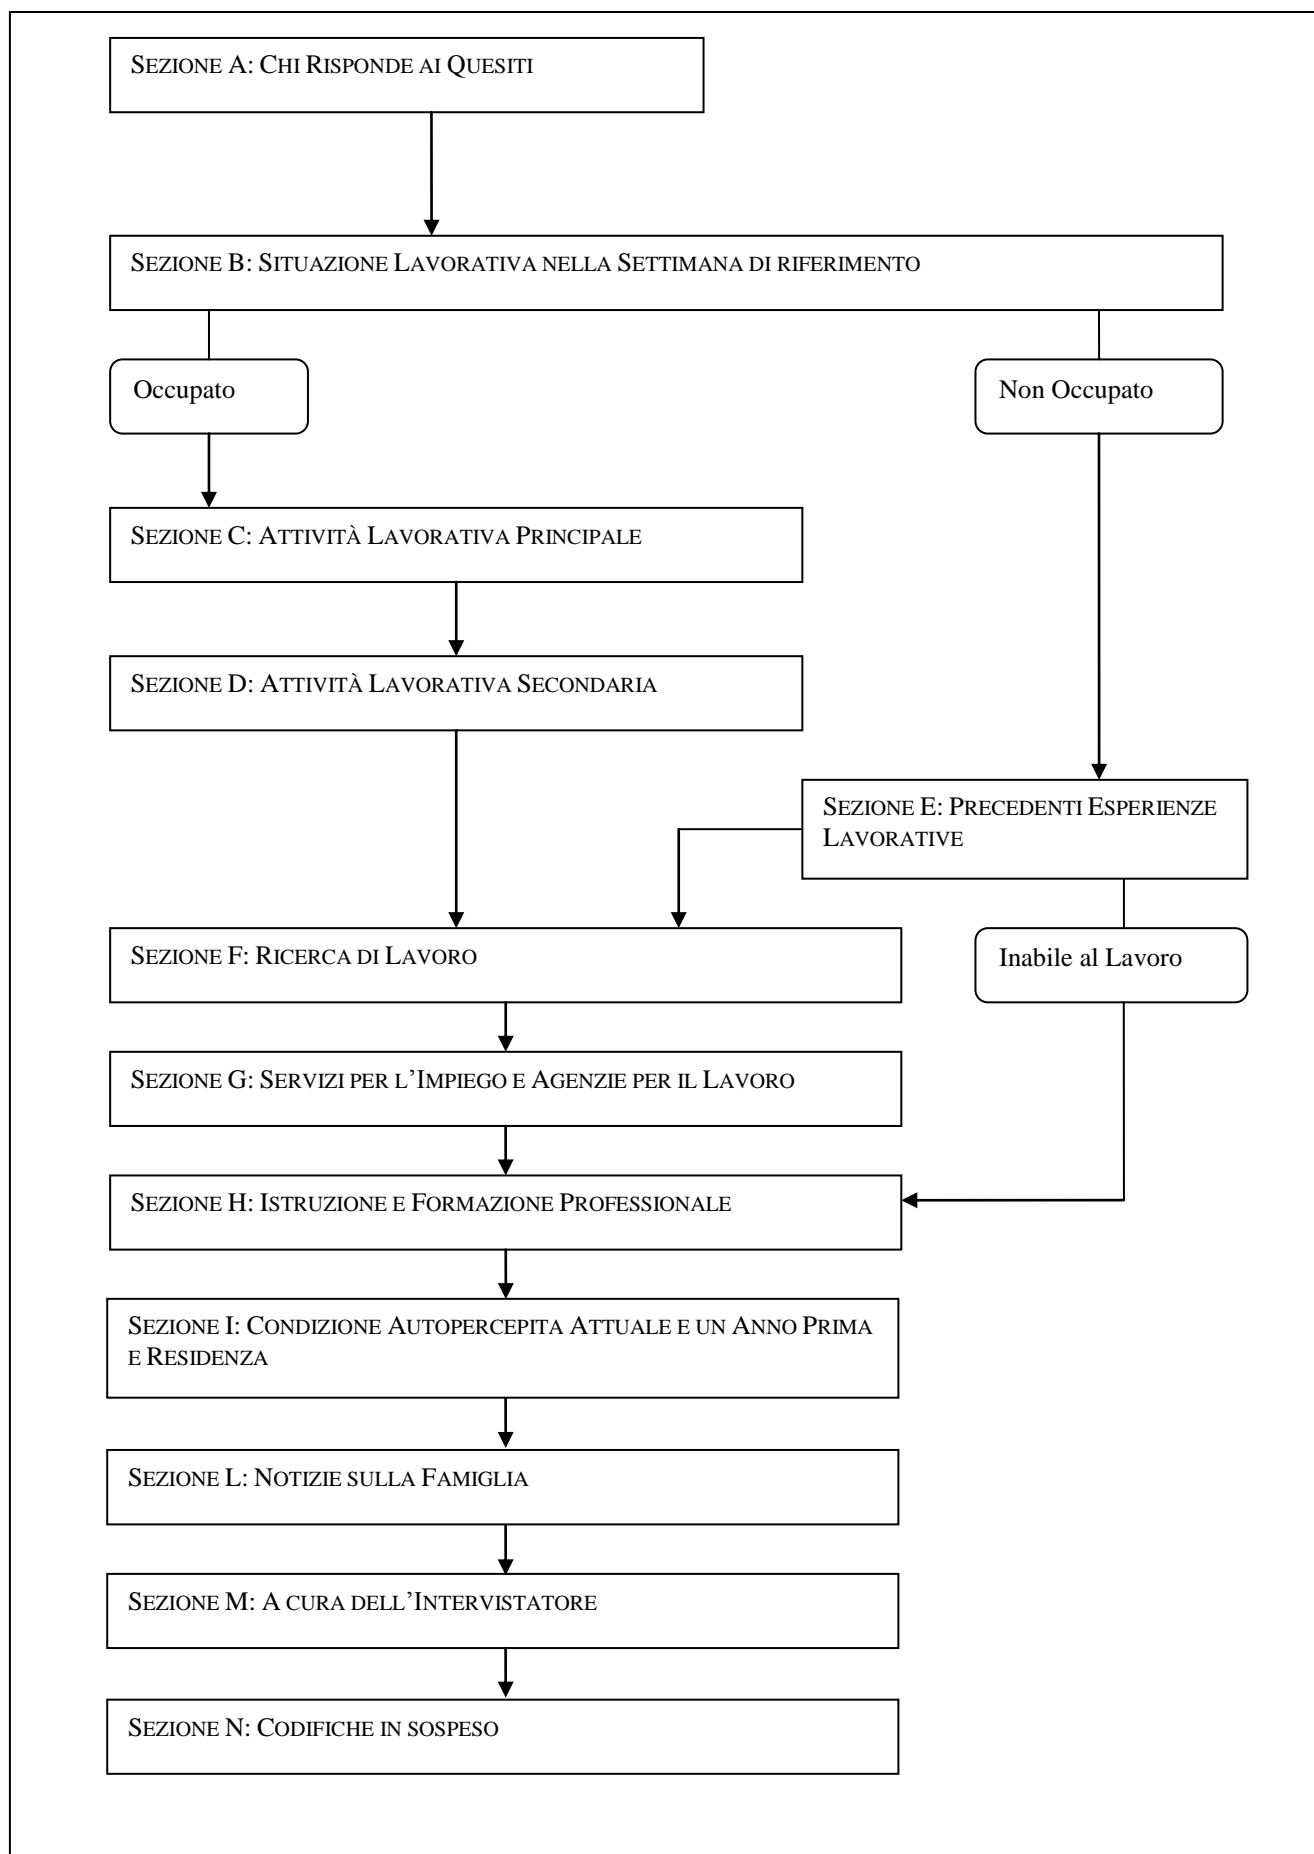 SEZIONE A: CHI RISPONDE AI QUESITI
SEZIONE B: SITUAZIONE LAVORATIVA NELLA SETTIMANA DI RIFERIMENTO
Occupato
Non Occupato
SEZIONE C: ATTIVITÀ LAVORATIVA PRINCIPALE
SEZIONE D: ATTIVITÀ LAVORATIVA SECONDARIA
SEZIONE E: PRECEDENTI ESPERIENZE
LAVORATIVE
SEZIONE F: RICERCA DI LAVORO
Inabile al Lavoro
SEZIONE G: SERVIZI PER L’IMPIEGO E AGENZIE PER IL LAVORO
SEZIONE H: ISTRUZIONE E FORMAZIONE PROFESSIONALE
SEZIONE I: CONDIZIONE AUTOPERCEPITA ATTUALE E UN ANNO PRIMA
E RESIDENZA
SEZIONE L: NOTIZIE SULLA FAMIGLIA
SEZIONE M: A CURA DELL’INTERVISTATORE
SEZIONE N: CODIFICHE IN SOSPESO